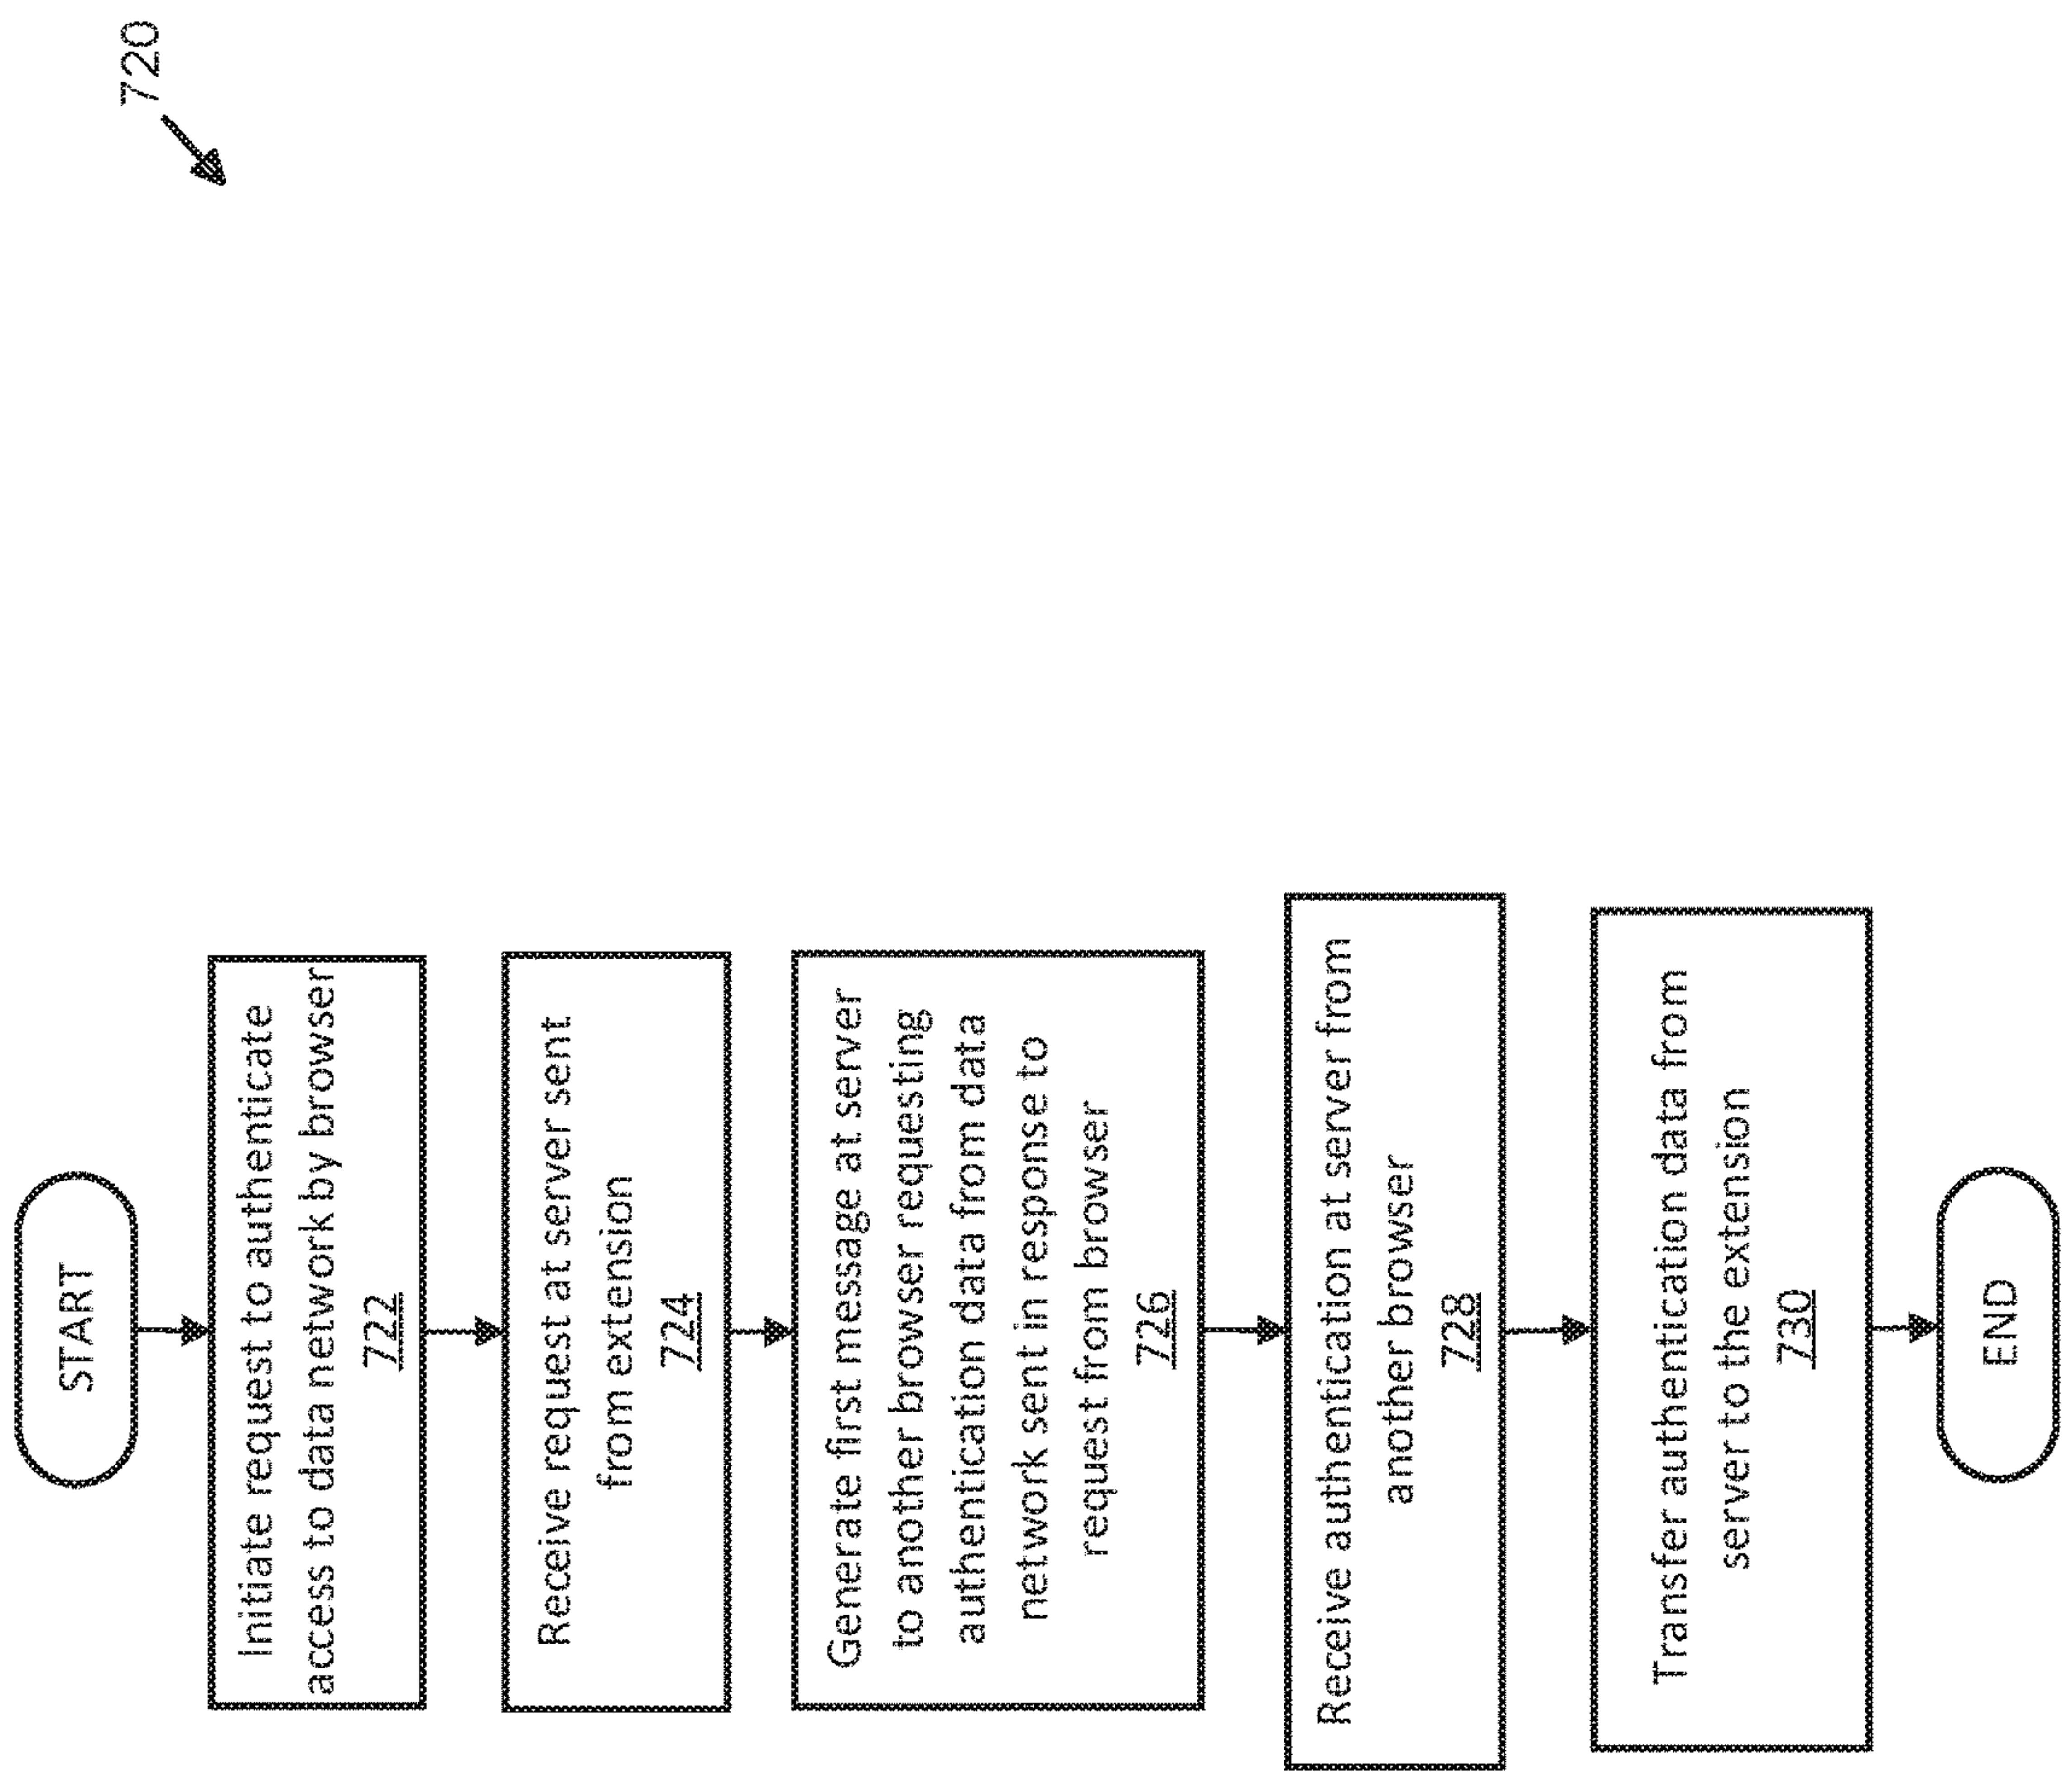 720
START
Initiate request to authenticate
access to data network by browser
722
Receive request at server sent
from extension
724
Generate first message at server
to another browser requesting
authentication data from data
network sent in response to
request from browser
726
Receive authentication at server from
another browser
728
Transfer authentication data from
server to the extension
730
END